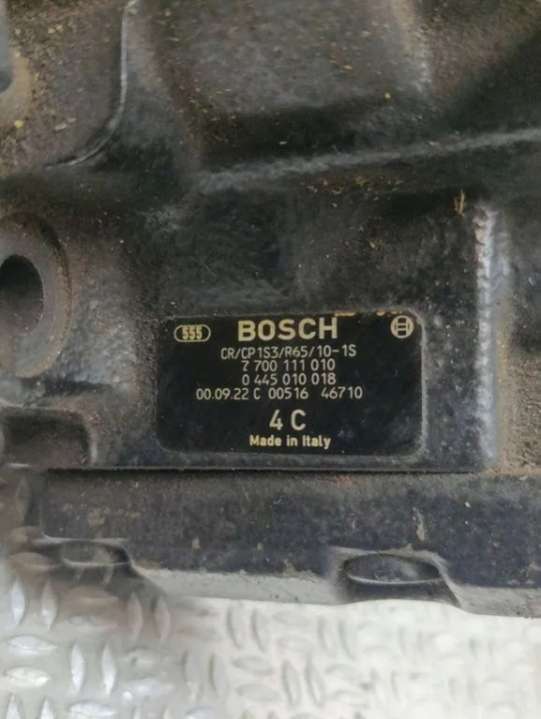 555 BOSCH
CR/CP1S3/R65/10-1S
7 700 111 010
0 445 010 018
00.09.22 C 00516 46710
4 C
Made in Italy